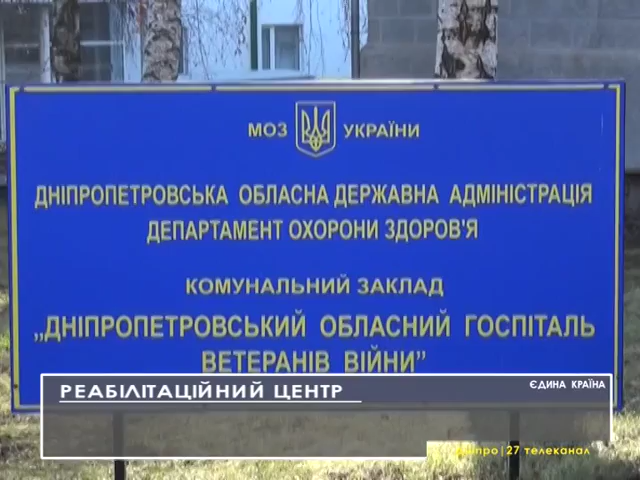 МОЗ УКРАЇНИ
ДНІПРОПЕТРОВСЬКА ОБЛАСНА ДЕРЖАВНА АДМІНІСТРАЦІЯ
ДЕПАРТАМЕНТ ОХОРОНИ ЗДОРОВ'Я
КОМУНАЛЬНИЙ ЗАКЛАД
„ДНІПРОПЕТРОВСЬКИЙ ОБЛАСНИЙ ГОСПІТАЛЬ
ВЕТЕРАНІВ ВІЙНИ”
ЄДИНА КРАЇНА
РЕАБІЛІТАЦІЙНИЙ ЦЕНТР
дніпро|27 телеканал